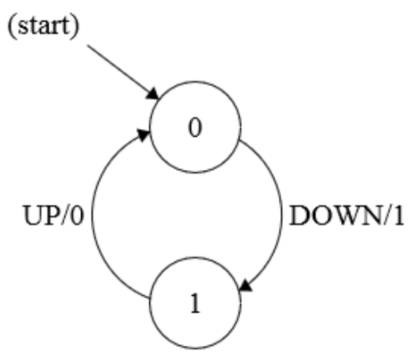 (start)
0
UP/0
DOWN/1
1